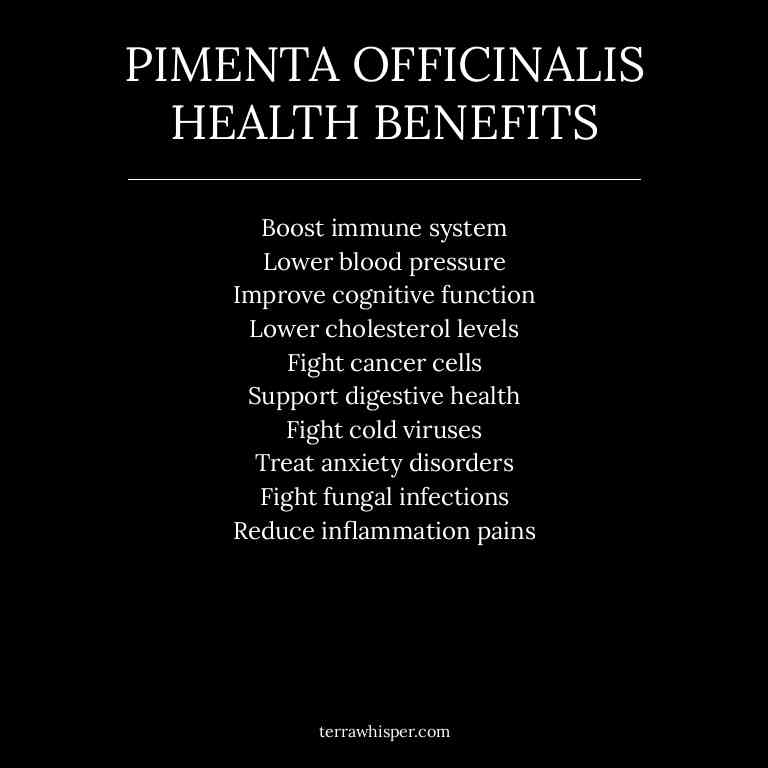 PIMENTA OFFICINALIS
HEALTH BENEFITS
Boost immune system
Lower blood pressure
Improve cognitive function
Lower cholesterol levels
Fight cancer cells
Support digestive health
Fight cold viruses
Treat anxiety disorders
Fight fungal infections
Reduce inflammation pains
terrawhisper.com